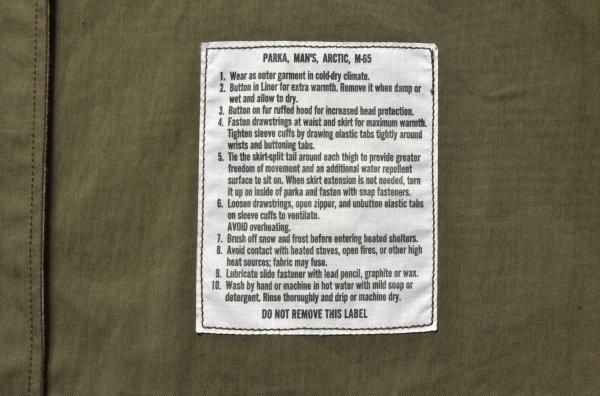 PARKA, MAN'S, ARCTIC, M-65
1. Wear as outer garment in cold-dry climate.
2. Button in Liner for extra warmth. Remove it when damp or
wet and allow to dry.
3. Button on fur ruffed hood for increased head protection.
4. Fasten drawstrings at waist and skirt for maximum warmth.
Tighten sleeve cuffs by drawing elastic tabs tightly around
wrists and buttoning tabs.
5. Tie the skirt-split tail around each thigh to provide greater
freedom of movement and an additional water repellent
surface to sit on. When skirt extension is not needed, turn
it up on inside of parka and fasten with snap fasteners.
6. Loosen drawstrings, open zipper, and unbutton elastic tabs
on sleeve cuffs to ventilate.
AVOID overheating.
7. Brush off snow and frost before entering heated shelters.
8. Avoid contact with heated stoves, open fires, or other high
heat sources; fabric may fuse.
9. Lubricate slide fastener with lead pencil, graphite or wax.
10. Wash by hand or machine in hot water with mild soap or
detergent. Rinse thoroughly and drip or machine dry.
DO NOT REMOVE THIS LABEL